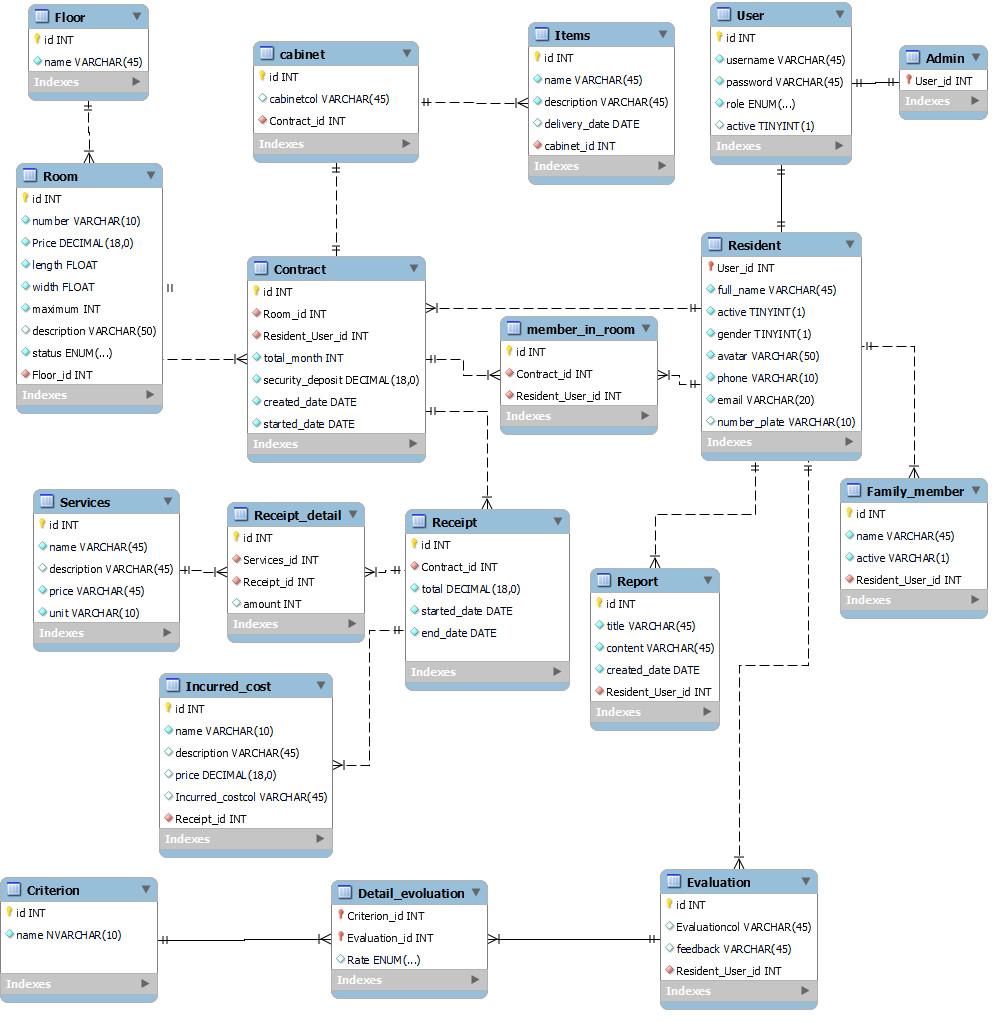 Floor
id INT
name VARCHAR(45)
Indexes
cabinet
id INT
cabinetcol VARCHAR(45)
Contract_id INT
Indexes
Items
id INT
name VARCHAR(45)
description VARCHAR(45)
delivery_date DATE
cabinet_id INT
Indexes
User
id INT
username VARCHAR(45)
password VARCHAR(45)
role ENUM(...)
active TINYINT(1)
Indexes
Admin
User_id INT
Indexes
Room
id INT
number VARCHAR(10)
Price DECIMAL(18,0)
length FLOAT
width FLOAT
maximum INT
description VARCHAR(50)
status ENUM(...)
Floor_id INT
Indexes
Contract
id INT
Room_id INT
Resident_User_id INT
total_month INT
security_deposit DECIMAL(18,0)
created_date DATE
started_date DATE
Indexes
member_in_room
id INT
Contract_id INT
Resident_User_id INT
Indexes
Resident
User_id INT
full_name VARCHAR(45)
active TINYINT(1)
gender TINYINT(1)
avatar VARCHAR(50)
phone VARCHAR(10)
email VARCHAR(20)
number_plate VARCHAR(10)
Indexes
Services
id INT
name VARCHAR(45)
description VARCHAR(45)
price VARCHAR(45)
unit VARCHAR(10)
Indexes
Receipt_detail
id INT
Services_id INT
Receipt_id INT
amount INT
Indexes
Receipt
id INT
Contract_id INT
total DECIMAL(18,0)
started_date DATE
end_date DATE
Indexes
Report
id INT
title VARCHAR(45)
content VARCHAR(45)
created_date DATE
Resident_User_id INT
Indexes
Family_member
id INT
name VARCHAR(45)
active VARCHAR(1)
Resident_User_id INT
Indexes
Incurred_cost
id INT
name VARCHAR(10)
description VARCHAR(45)
price DECIMAL(18,0)
Incurred_costcol VARCHAR(45)
Receipt_id INT
Indexes
Criterion
id INT
name NVARCHAR(10)
Indexes
Detail_evoluation
Criterion_id INT
Evaluation_id INT
Rate ENUM(...)
Indexes
Evaluation
id INT
Evaluationcol VARCHAR(45)
feedback VARCHAR(45)
Resident_User_id INT
Indexes